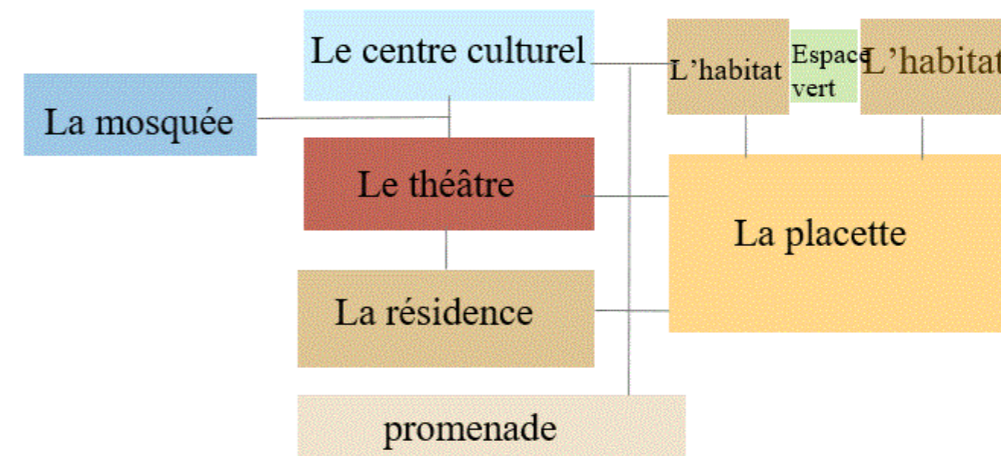 Le centre culturel
L’habitat
Espace
vert
L’habitat
La mosquée
Le théâtre
La placette
La résidence
promenade